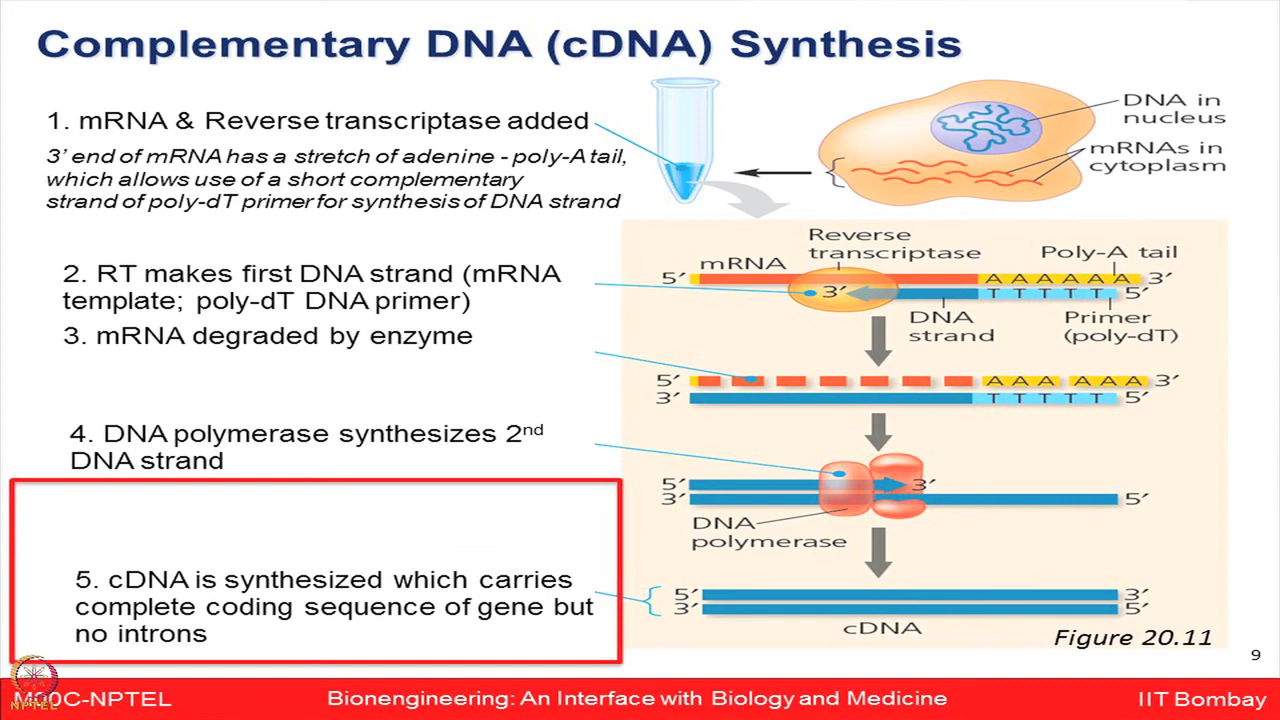 Complementary DNA (cDNA) Synthesis
1. mRNA & Reverse transcriptase added
3’ end of mRNA has a stretch of adenine - poly-A tail,
which allows use of a short complementary
strand of poly-dT primer for synthesis of DNA strand
2. RT makes first DNA strand (mRNA
template; poly-dT DNA primer)
3. mRNA degraded by enzyme
4. DNA polymerase synthesizes 2nd
DNA strand
5. cDNA is synthesized which carries
complete coding sequence of gene but
no introns
DNA in
nucleus
mRNAs in
cytoplasm
Reverse
transcriptase
Poly-A tail
mRNA
5′ A A A A A A 3′
3′ T T T T T 5′
DNA
strand
Primer
(poly-dT)
5′ A A A A A A 3′
3′ T T T T T 5′
5′ 3′
3′ 5′
DNA
polymerase
5′ 3′
3′ 5′
cDNA
Figure 20.11
9
NPTEL
MOOC-NPTEL
Bionengineering: An Interface with Biology and Medicine
IIT Bombay